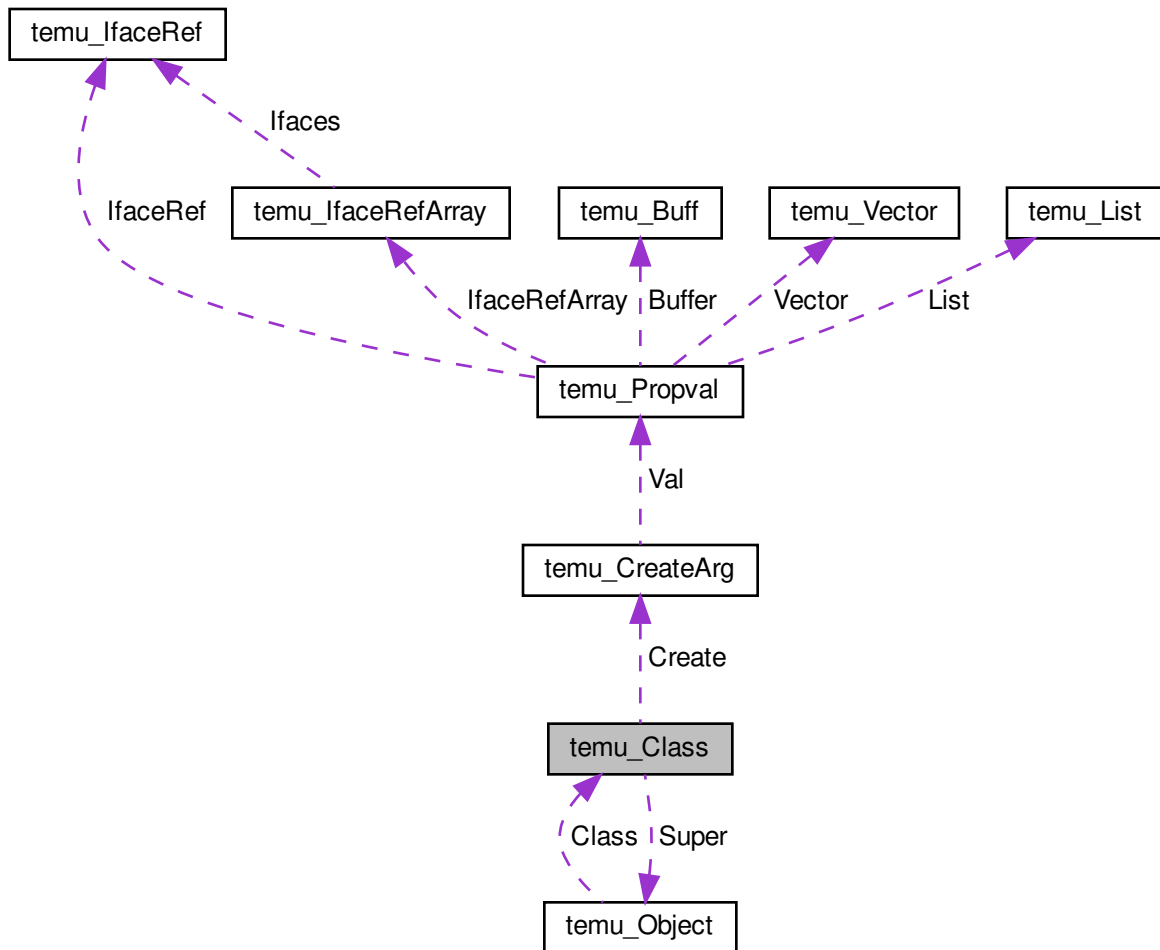 temu_IfaceRef
Ifaces
IfaceRef
temu_IfaceRefArray
temu_Buff
temu_Vector
temu_List
IfaceRefArray
Buffer
Vector
List
temu_Propval
Val
temu_CreateArg
Create
temu_Class
Class
Super
temu_Object